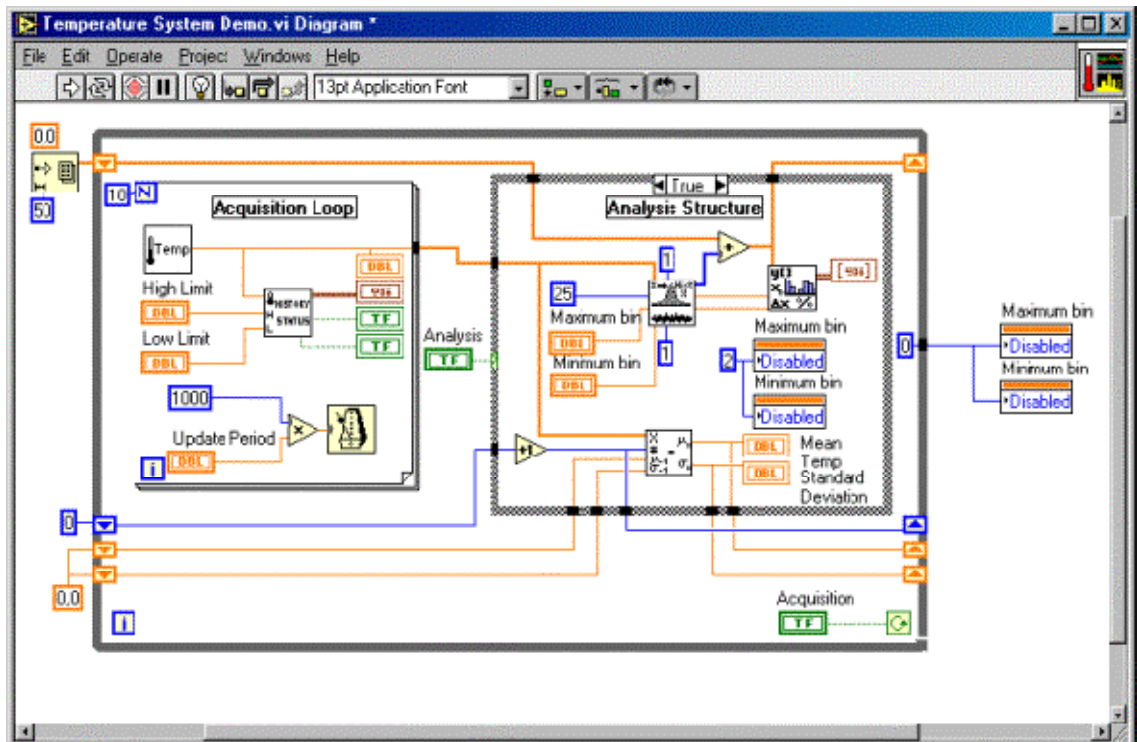 Temperature System Demo.vi Diagram *
File Edit Operate Project Windows Help
13pt Application Font
0.0
50
10 N
Acquisition Loop
Temp
High Limit
DBL
Low Limit
DBL
HISTORY
STATUS
H
L
DBL
TF
TF
1000
Update Period
DBL
i
x
Analysis
TF
True
Analysis Structure
+
1
25
Maximum bin
DBL
Minimum bin
DBL
1
Maximum bin
Disabled
2
Minimum bin
Disabled
+1
DBL
Mean
DBL
Temp
Standard
Deviation
0
Maximum bin
Disabled
Minimum bin
Disabled
0
0.0
i
Acquisition
TF